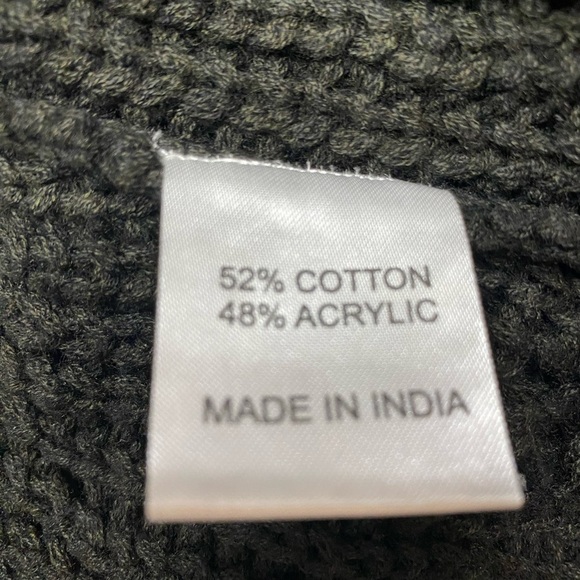 52% COTTON
48% ACRYLIC
MADE IN INDIA